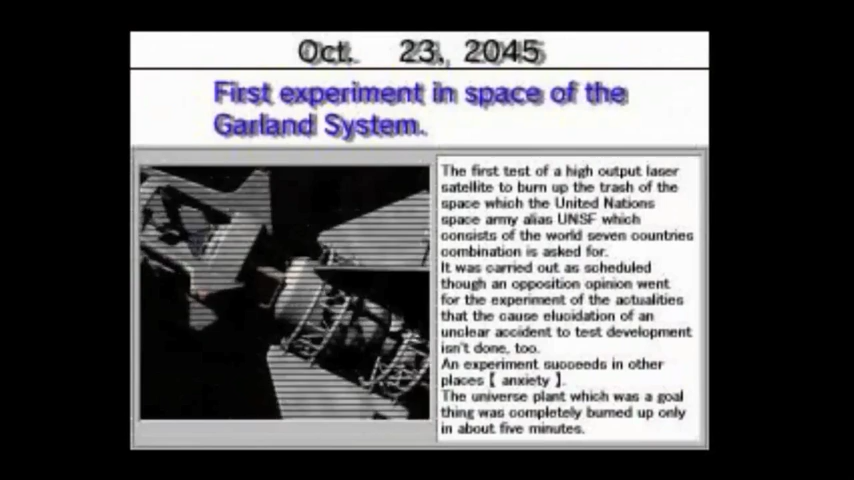 Oct. 23., 2045
First experiment in space of the
Garland System.
The first test of a high output laser
satellite to burn up the trash of the
space which the United Nations
space army alias UNSF which
consists of the world seven countries
combination is asked for.
It was carried out as scheduled
though an opposition opinion went
for the experiment of the actualities
that the cause elucidation of an
unclear accident to test development
isn't done, too.
An experiment succeeds in other
places【 anxiety 】.
The universe plant which was a goal
thing was completely burned up only
in about five minutes.